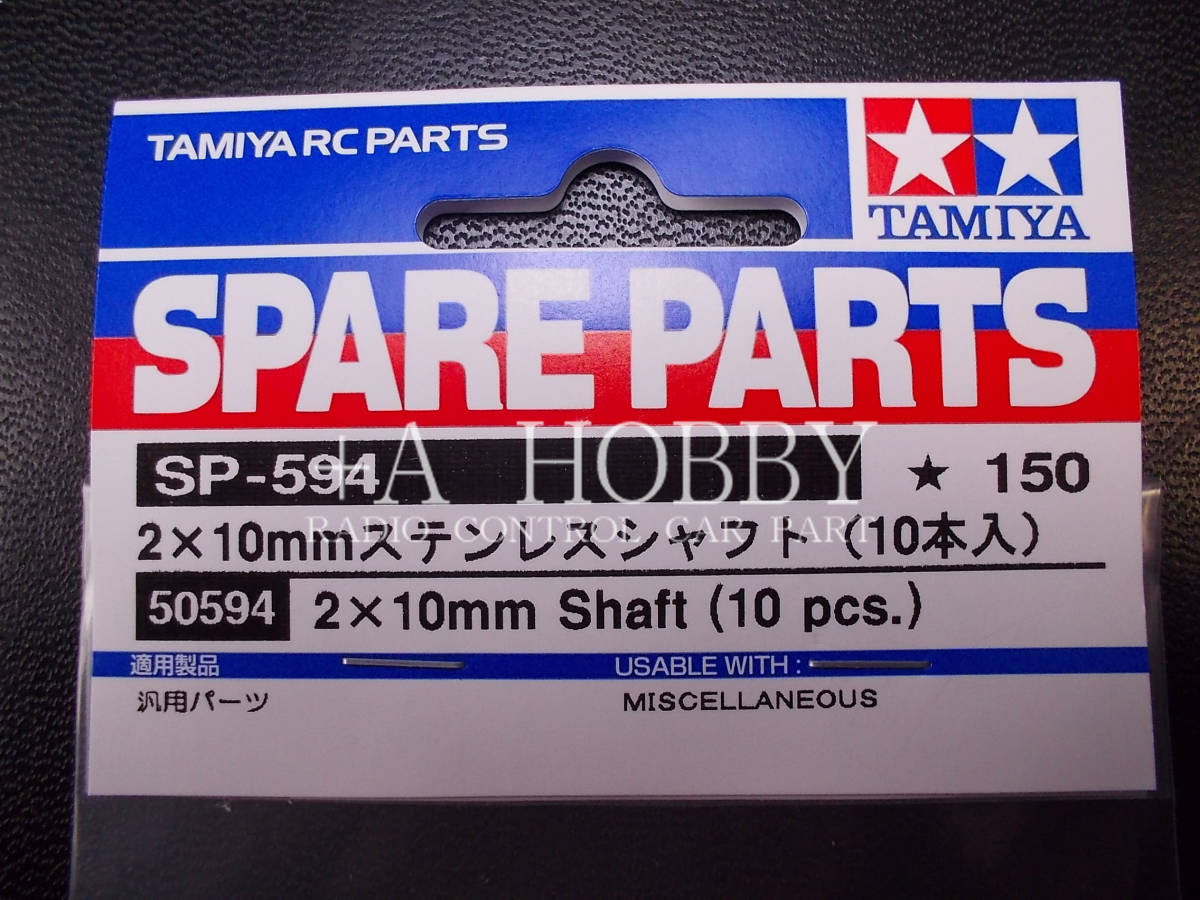 TAMIYA RC PARTS
TAMIYA
SPARE PARTS
SP-594 ★ 150
+A HOBBY
RADIO CONTROL CAR PART
2×10mmステンレスシャフト (10本入)
50594 2×10mm Shaft (10 pcs.)
適用製品 USABLE WITH :
汎用パーツ MISCELLANEOUS